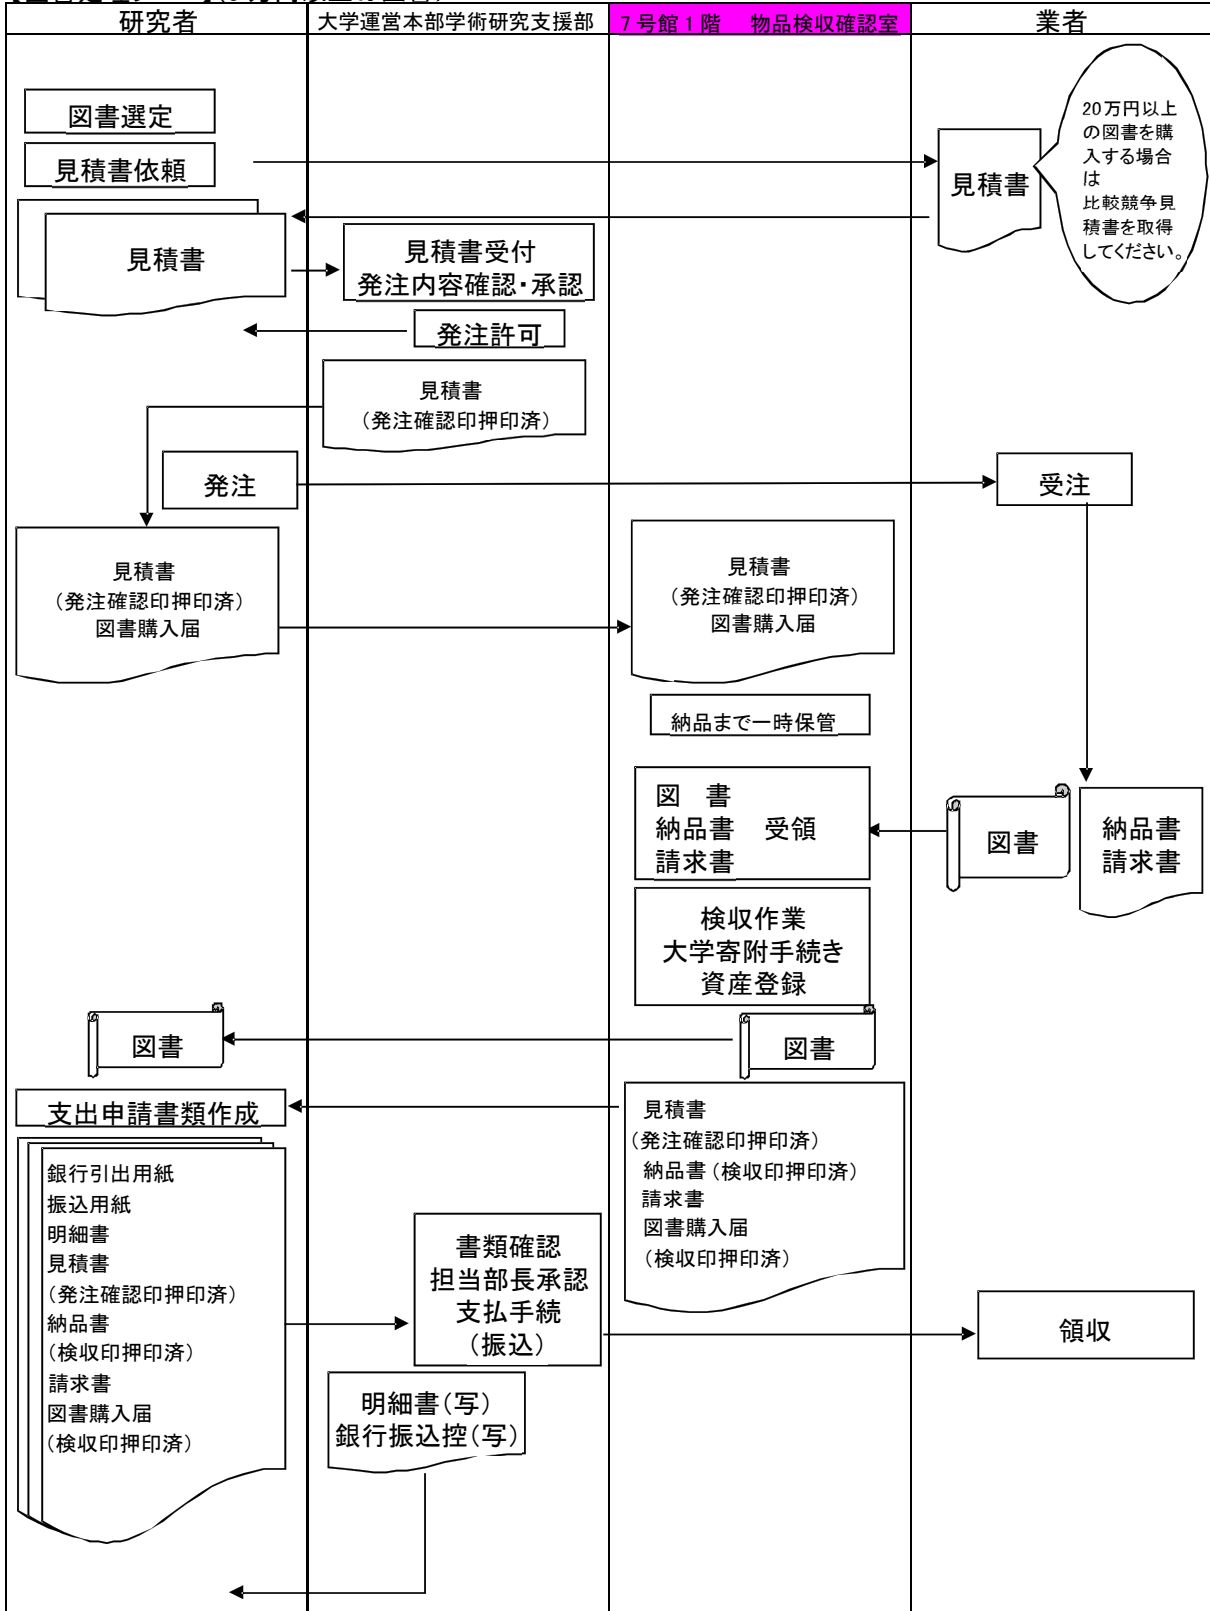 研究者
大学運営本部学術研究支援部
7号館1階 物品検収確認室
業者
図書選定
見積書依頼
見積書
20万円以上
の図書を購
入する場合
は
比較競争見
積書を取得
してください。
見積書
見積書受付
発注内容確認・承認
発注許可
見積書
(発注確認印押印済)
発注
受注
見積書
(発注確認印押印済)
図書購入届
見積書
(発注確認印押印済)
図書購入届
納品まで一時保管
図 書
納品書 受領
請求書
図書
納品書
請求書
検収作業
大学寄附手続き
資産登録
図書
図書
支出申請書類作成
見積書
(発注確認印押印済)
納品書(検収印押印済)
請求書
図書購入届
(検収印押印済)
銀行引出用紙
振込用紙
明細書
見積書
(発注確認印押印済)
納品書
(検収印押印済)
請求書
図書購入届
(検収印押印済)
書類確認
担当部長承認
支払手続
(振込)
領収
明細書(写)
銀行振込控(写)